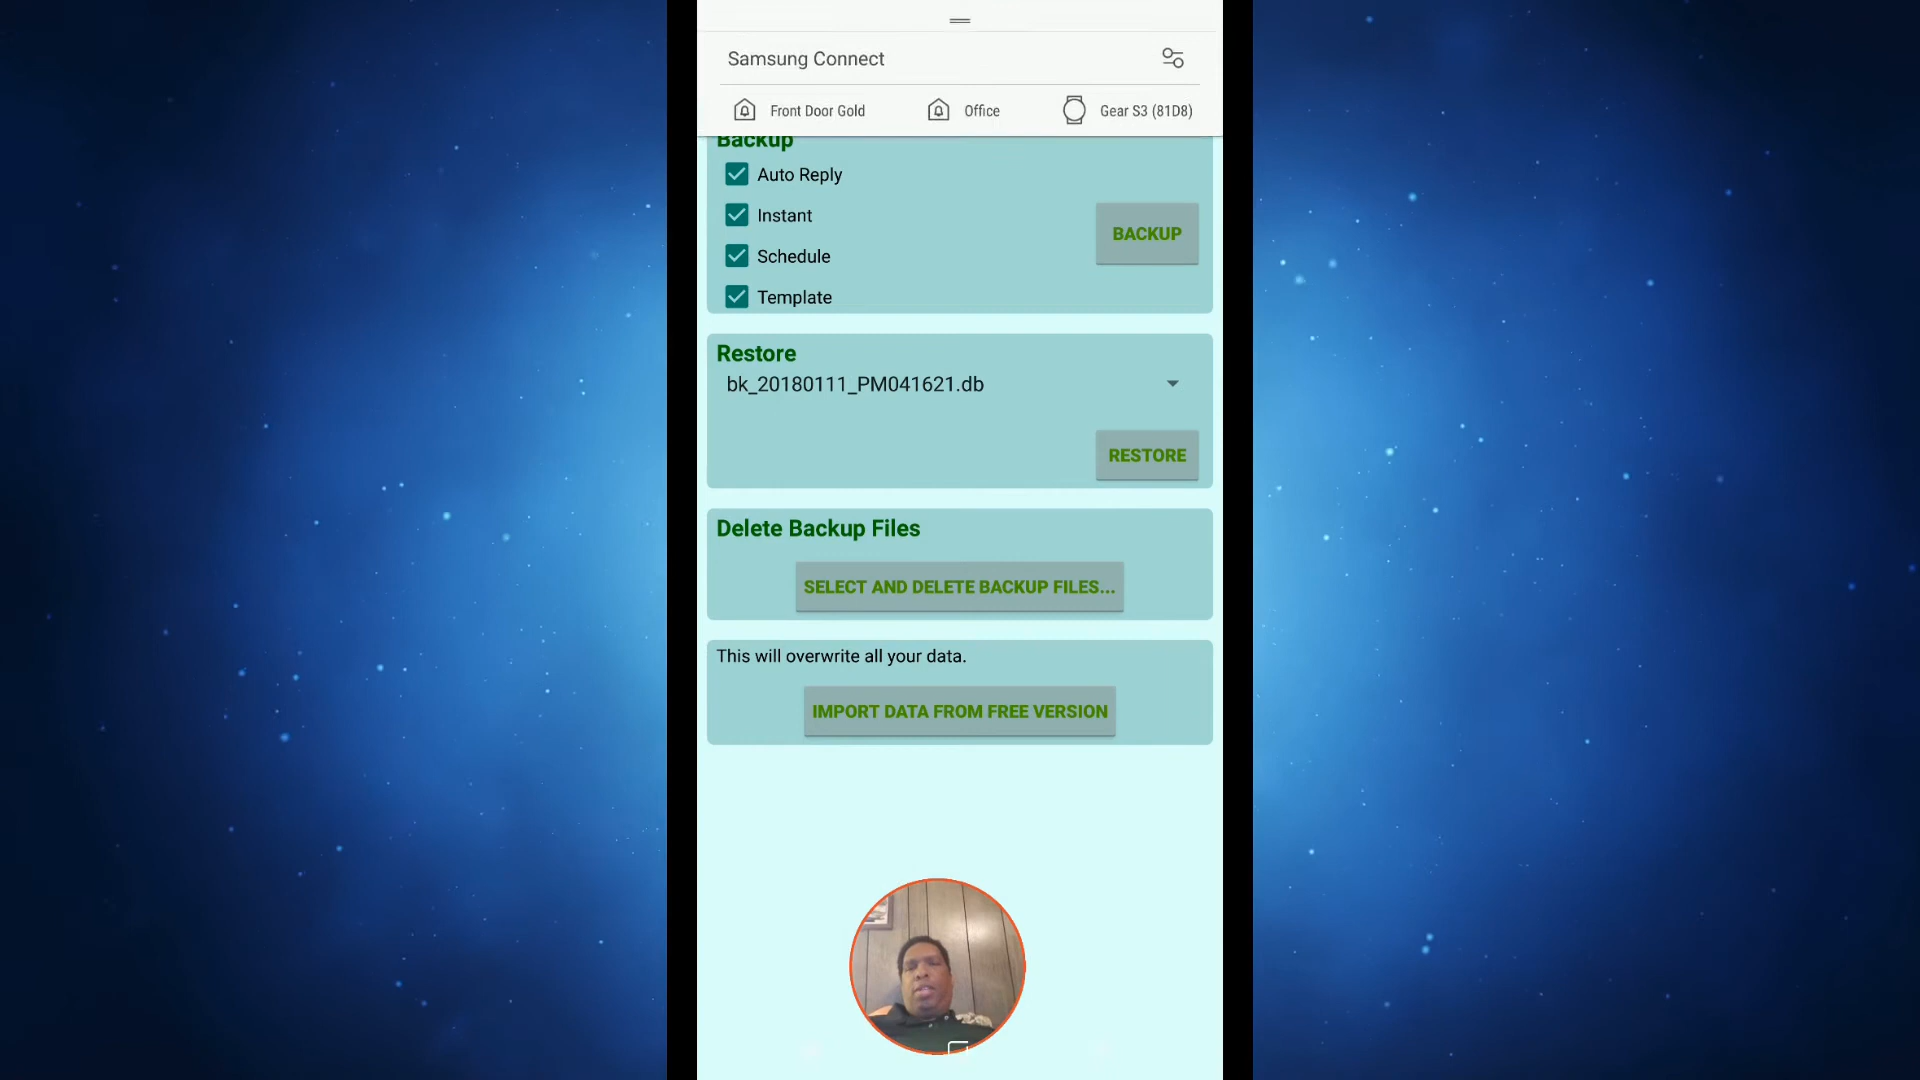 Samsung Connect
Front Door Gold
Office
Gear S3 (81D8)
Backup
Auto Reply
Instant
Schedule
Template
BACKUP
Restore
bk_20180111_PM041621.db
RESTORE
Delete Backup Files
SELECT AND DELETE BACKUP FILES...
This will overwrite all your data.
IMPORT DATA FROM FREE VERSION